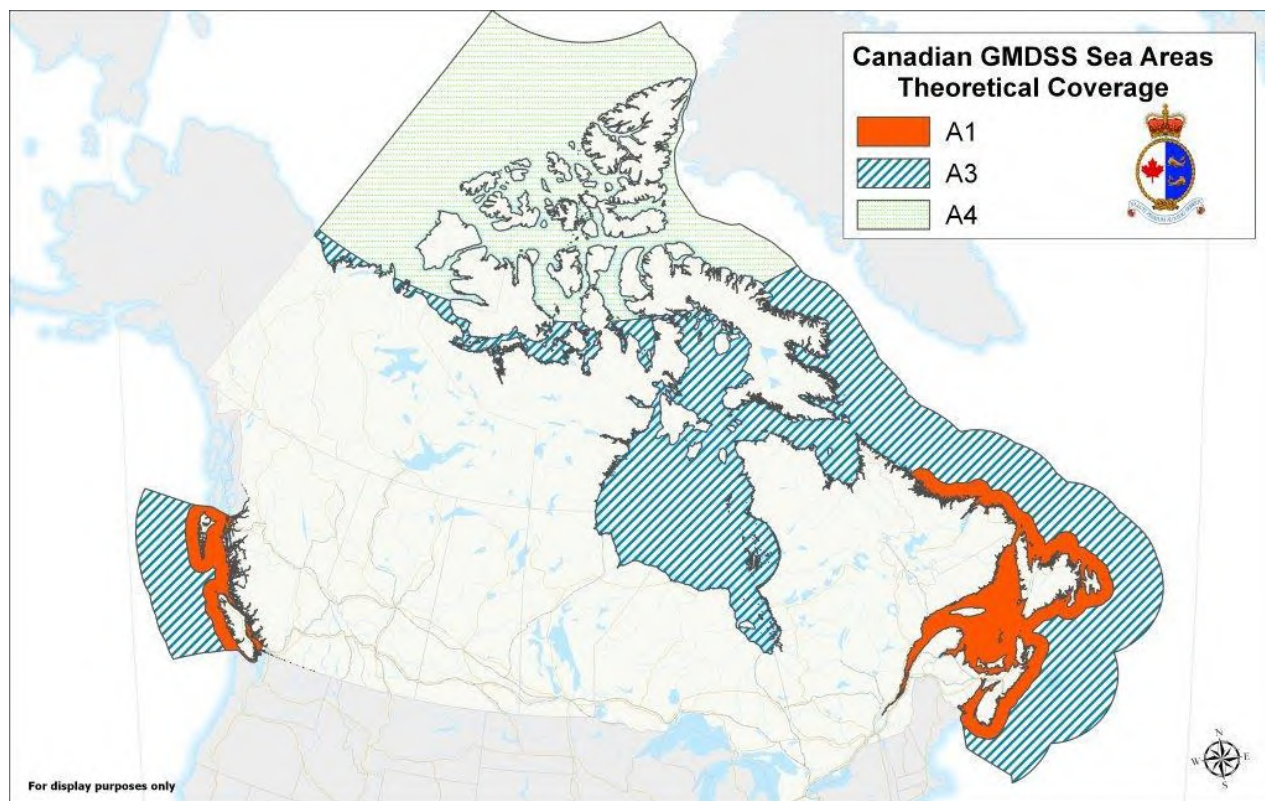 Canadian GMDSS Sea Areas
Theoretical Coverage
A1
A3
A4
N
W E
S
For display purposes only